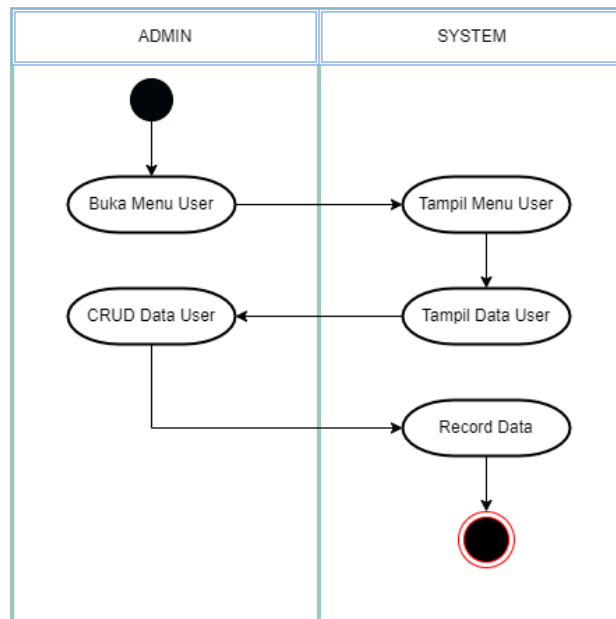 ADMIN
SYSTEM
Buka Menu User
Tampil Menu User
CRUD Data User
Tampil Data User
Record Data